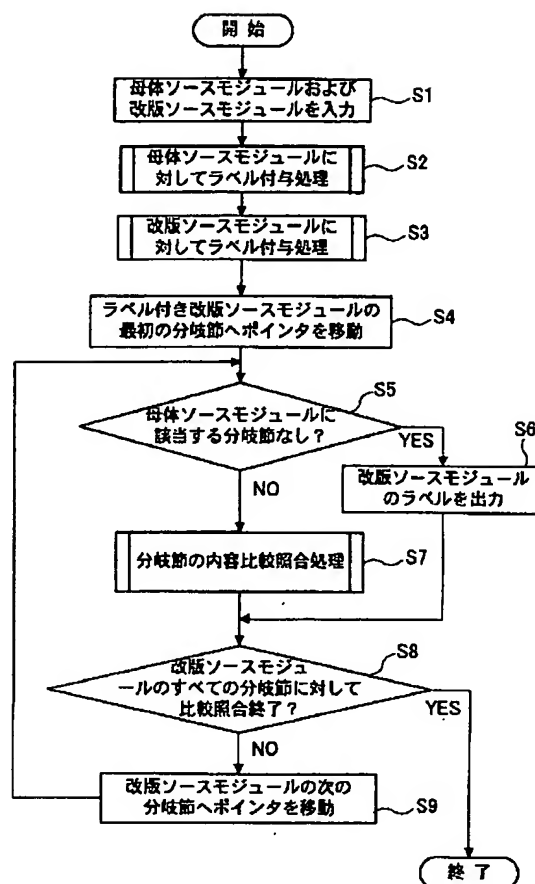 開 始
母体ソースモジュールおよび
改版ソースモジュールを入力
S1
母体ソースモジュールに
対してラベル付与処理
S2
改版ソースモジュールに
対してラベル付与処理
S3
ラベル付き改版ソースモジュールの
最初の分岐節へポインタを移動
S4
S5
母体ソースモジュールに
該当する分岐節なし？
YES
NO
S6
改版ソースモジュール
のラベルを出力
分岐節の内容比較照合処理
S7
S8
改版ソースモジュ
ールのすべての分岐節に対して
比較照合終了？
YES
NO
改版ソースモジュールの次の
分岐節へポインタを移動
S9
終 了